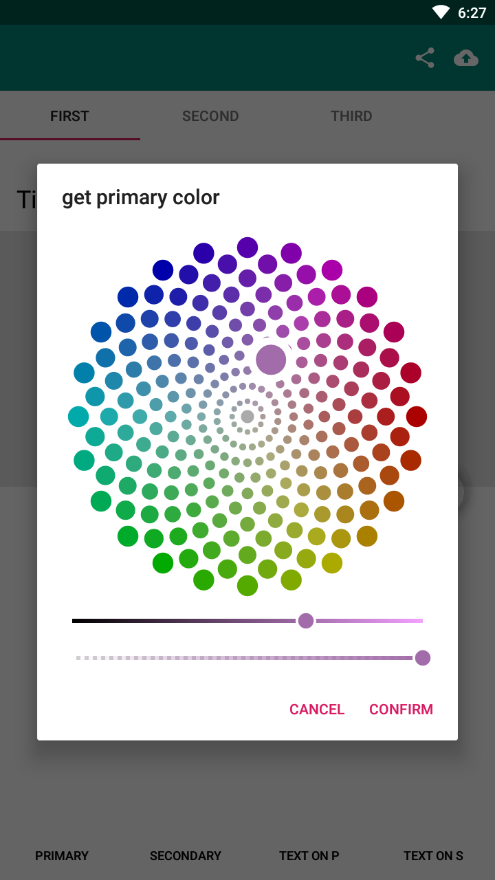 6:27
FIRST SECOND THIRD
Ti
get primary color
CANCEL CONFIRM
PRIMARY SECONDARY TEXT ON P TEXT ON S